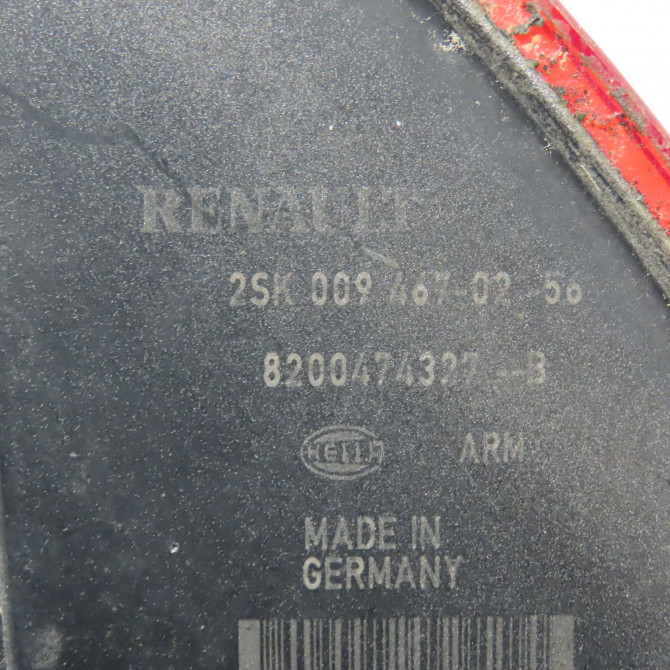 RENAULT
2SK 009 467-02 -56
8200474327 --B
HELLA ARM
MADE IN
GERMANY